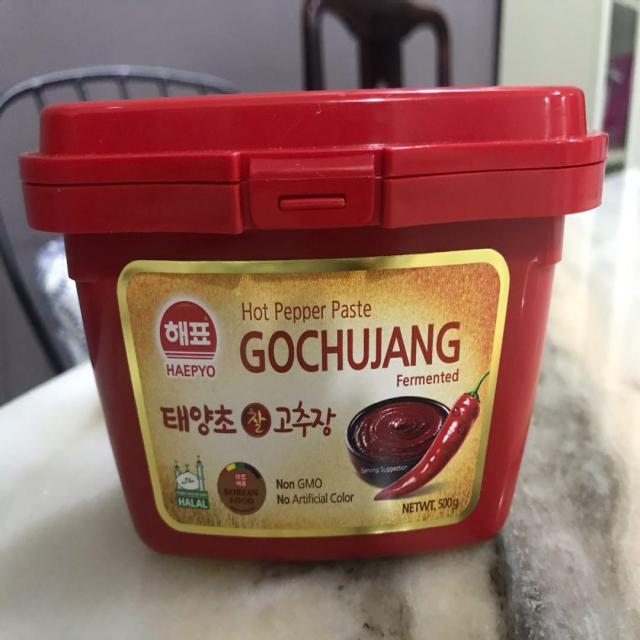 해표
HAEPYO
Hot Pepper Paste
GOCHUJANG
Fermented
태양초 찰 고추장
Serving Suggestion
HALAL
KOREAN
FOOD
Non GMO
No Artificial Color
NETWT. 500g